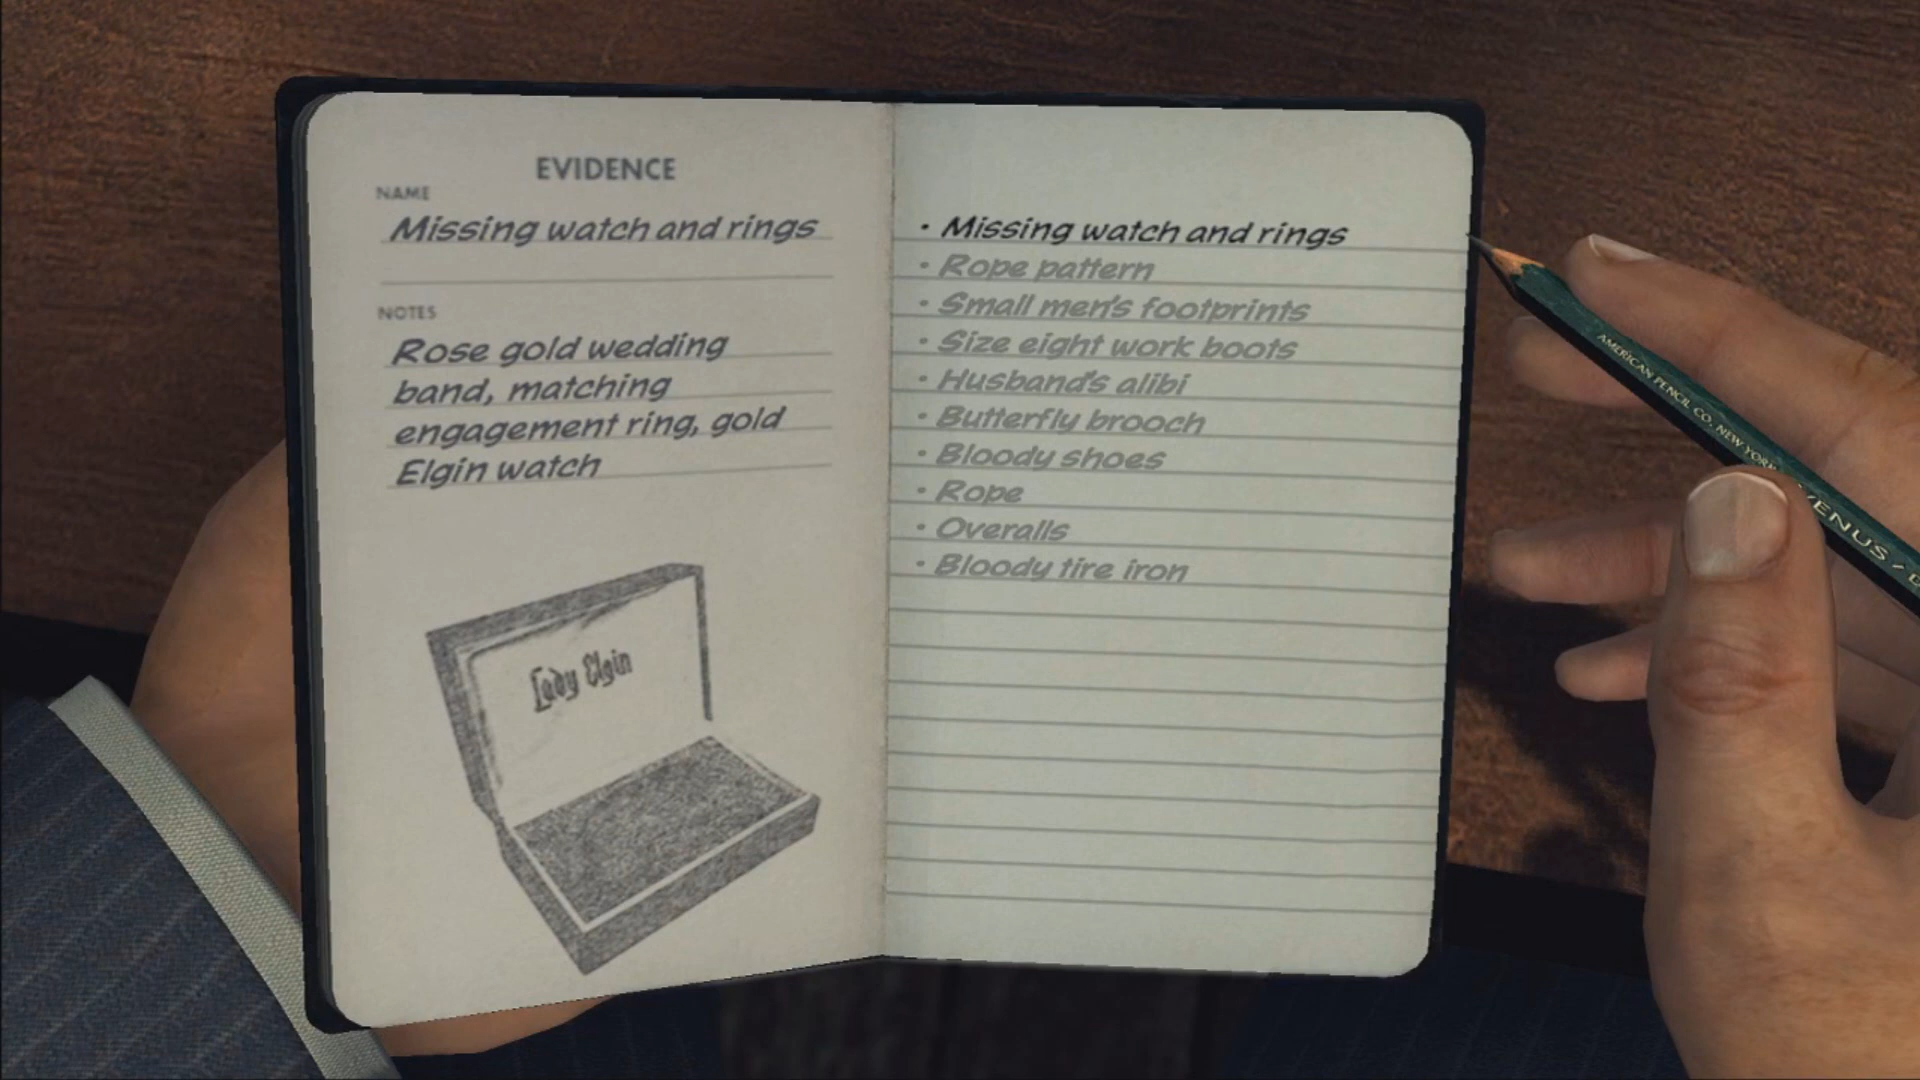 EVIDENCE
NAME
Missing watch and rings
NOTES
Rose gold wedding
band, matching
engagement ring, gold
Elgin watch
Lady Elgin
• Missing watch and rings
• Rope pattern
• Small men's footprints
• Size eight work boots
• Husband's alibi
• Butterfly brooch
• Bloody shoes
• Rope
• Overalls
• Bloody tire iron
AMERICAN PENCIL CO. NEW YORK VENUS